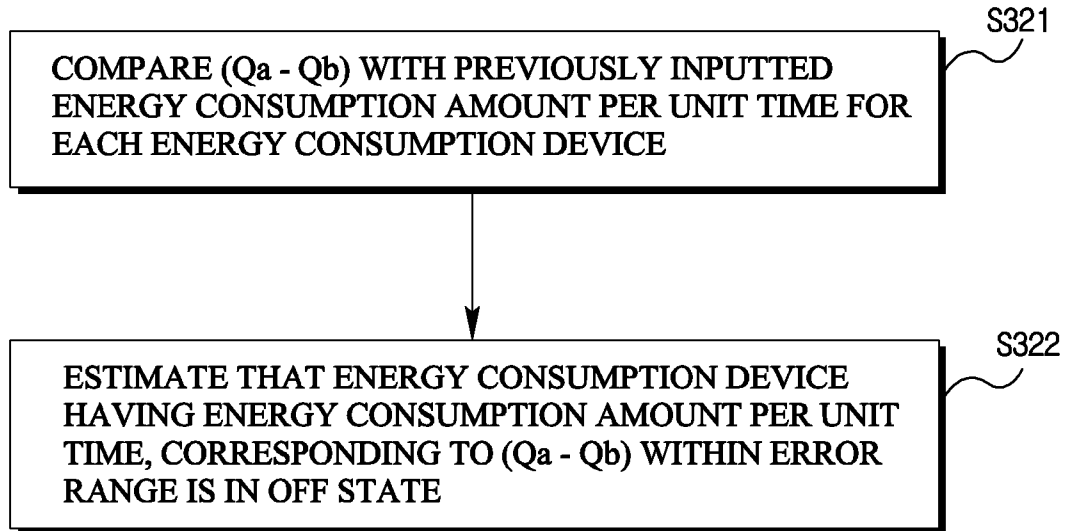 S321
COMPARE (Qa - Qb) WITH PREVIOUSLY INPUTTED
ENERGY CONSUMPTION AMOUNT PER UNIT TIME FOR
EACH ENERGY CONSUMPTION DEVICE
S322
ESTIMATE THAT ENERGY CONSUMPTION DEVICE
HAVING ENERGY CONSUMPTION AMOUNT PER UNIT
TIME, CORRESPONDING TO (Qa - Qb) WITHIN ERROR
RANGE IS IN OFF STATE